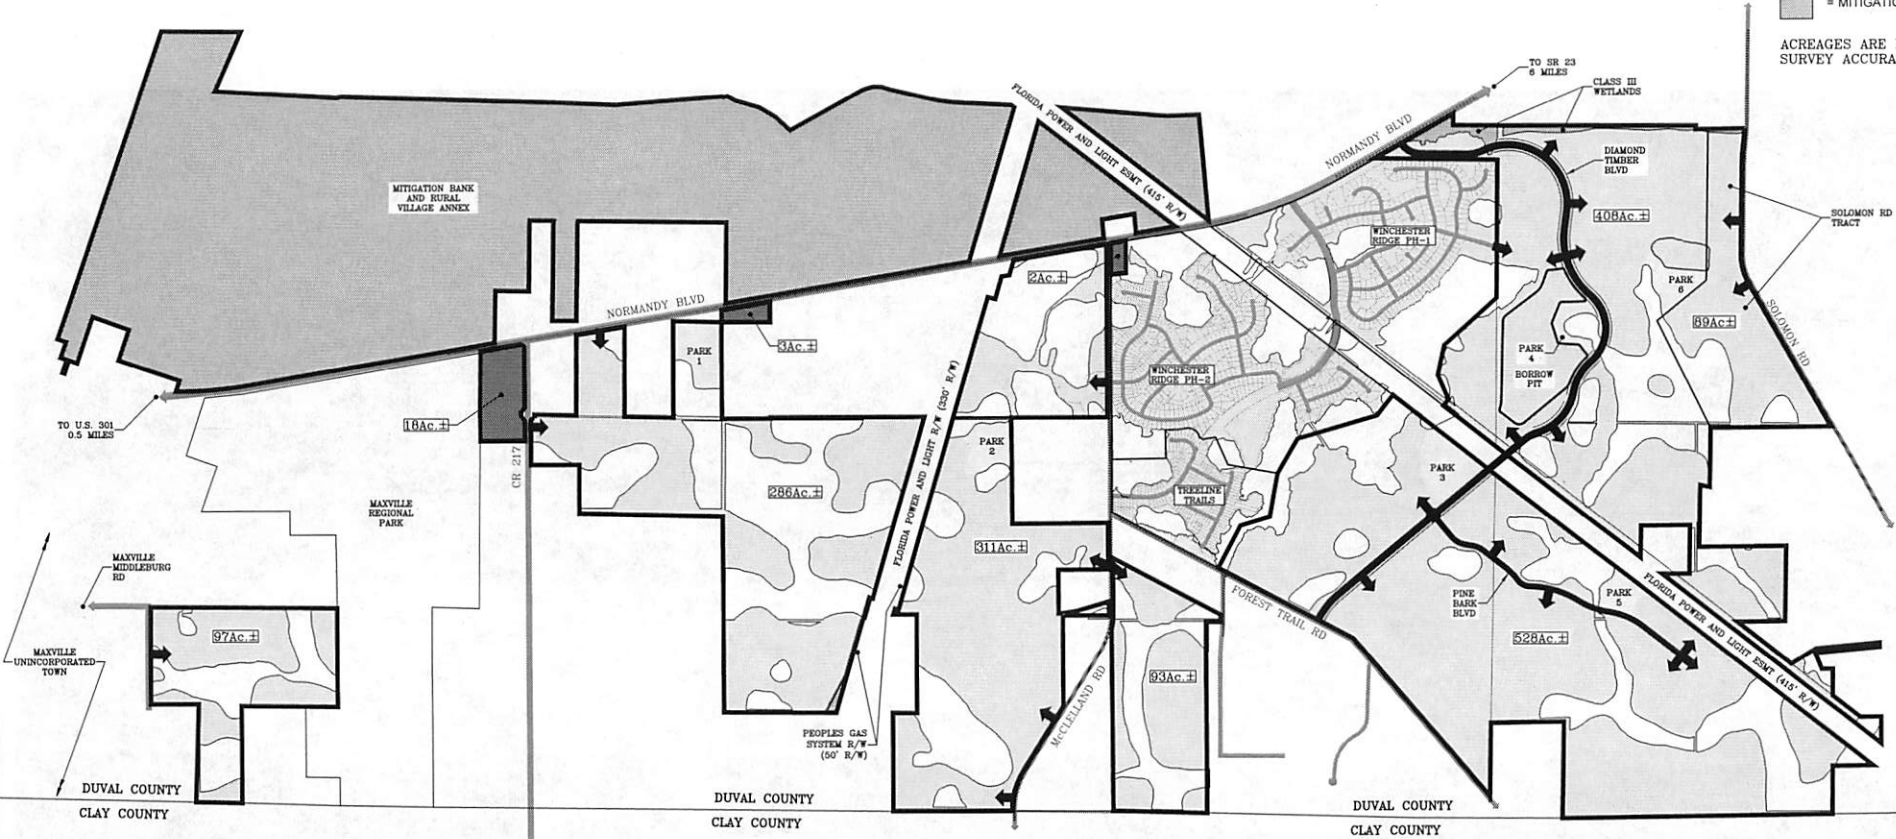 = MITIGATIO
ACREAGES ARE
SURVEY ACCURA
TO SR 23
6 MILES
CLASS III
WETLANDS
FLORIDA POWER AND LIGHT ESMT (415' R/W)
NORMANDY BLVD
DIAMOND
TIMBER
BLVD
MITIGATION BANK
AND RURAL
VILLAGE ANNEX
408Ac.±
SOLOMON RD
TRACT
WINCHESTER
RIDGE PH-1
2Ac.±
PARK
6
NORMANDY BLVD
SOLOMON RD
89Ac±
3Ac.±
PARK
1
PARK
4
BORROW
PIT
WINCHESTER
RIDGE PH-2
FLORIDA POWER AND LIGHT R/W (330' R/W)
TO U.S. 301
0.5 MILES
18Ac.±
CR 217
PARK
2
PARK
3
286Ac.±
TREELINE
TRAILS
MAXVILLE
REGIONAL
PARK
311Ac.±
MAXVILLE
MIDDLEBURG
RD
FOREST TRAIL RD
PINE
BARK
BLVD
PARK
5
FLORIDA POWER AND LIGHT ESMT (415' R/W)
97Ac.±
528Ac.±
MAXVILLE
UNINCORPORATED
TOWN
93Ac.±
McCLELLAND RD
PEOPLES GAS
SYSTEM R/W
(50' R/W)
DUVAL COUNTY
CLAY COUNTY
DUVAL COUNTY
CLAY COUNTY
DUVAL COUNTY
CLAY COUNTY